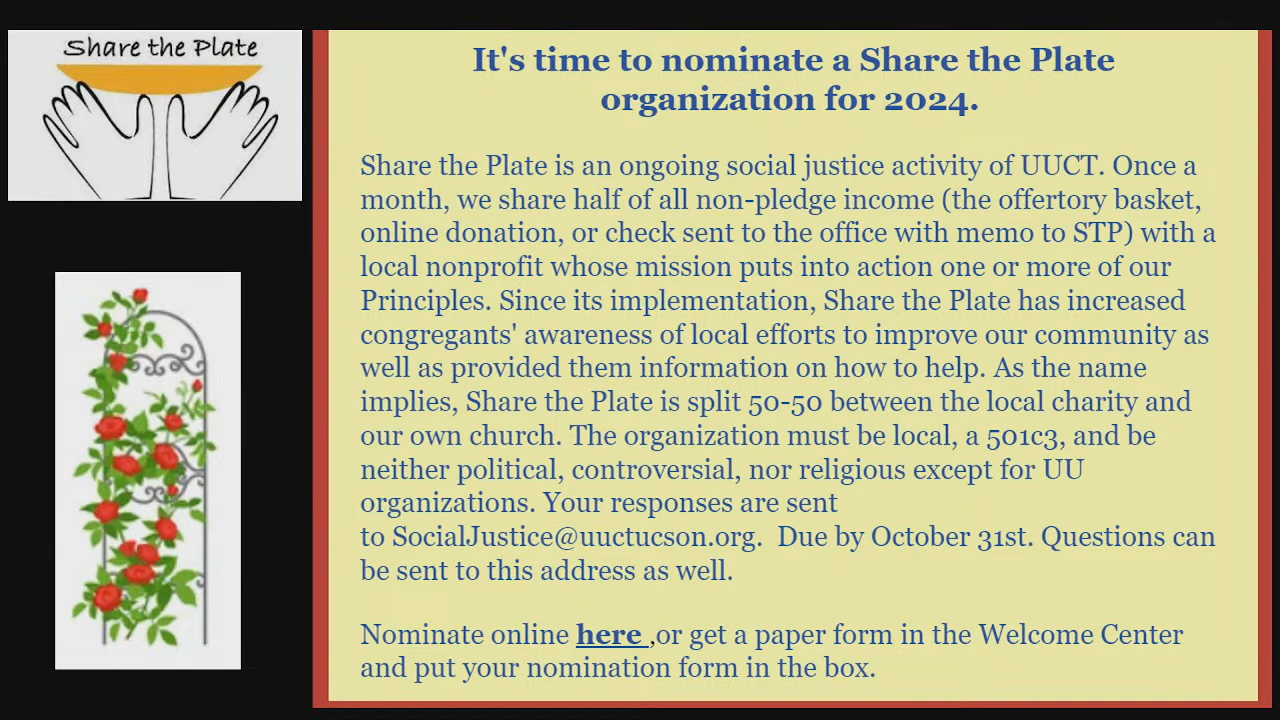 Share the Plate
It's time to nominate a Share the Plate
organization for 2024.
Share the Plate is an ongoing social justice activity of UUCT. Once a
month, we share half of all non-pledge income (the offertory basket,
online donation, or check sent to the office with memo to STP) with a
local nonprofit whose mission puts into action one or more of our
Principles. Since its implementation, Share the Plate has increased
congregants' awareness of local efforts to improve our community as
well as provided them information on how to help. As the name
implies, Share the Plate is split 50-50 between the local charity and
our own church. The organization must be local, a 501c3, and be
neither political, controversial, nor religious except for UU
organizations. Your responses are sent
to SocialJustice@uuctucson.org.  Due by October 31st. Questions can
be sent to this address as well.
Nominate online here ,or get a paper form in the Welcome Center
and put your nomination form in the box.